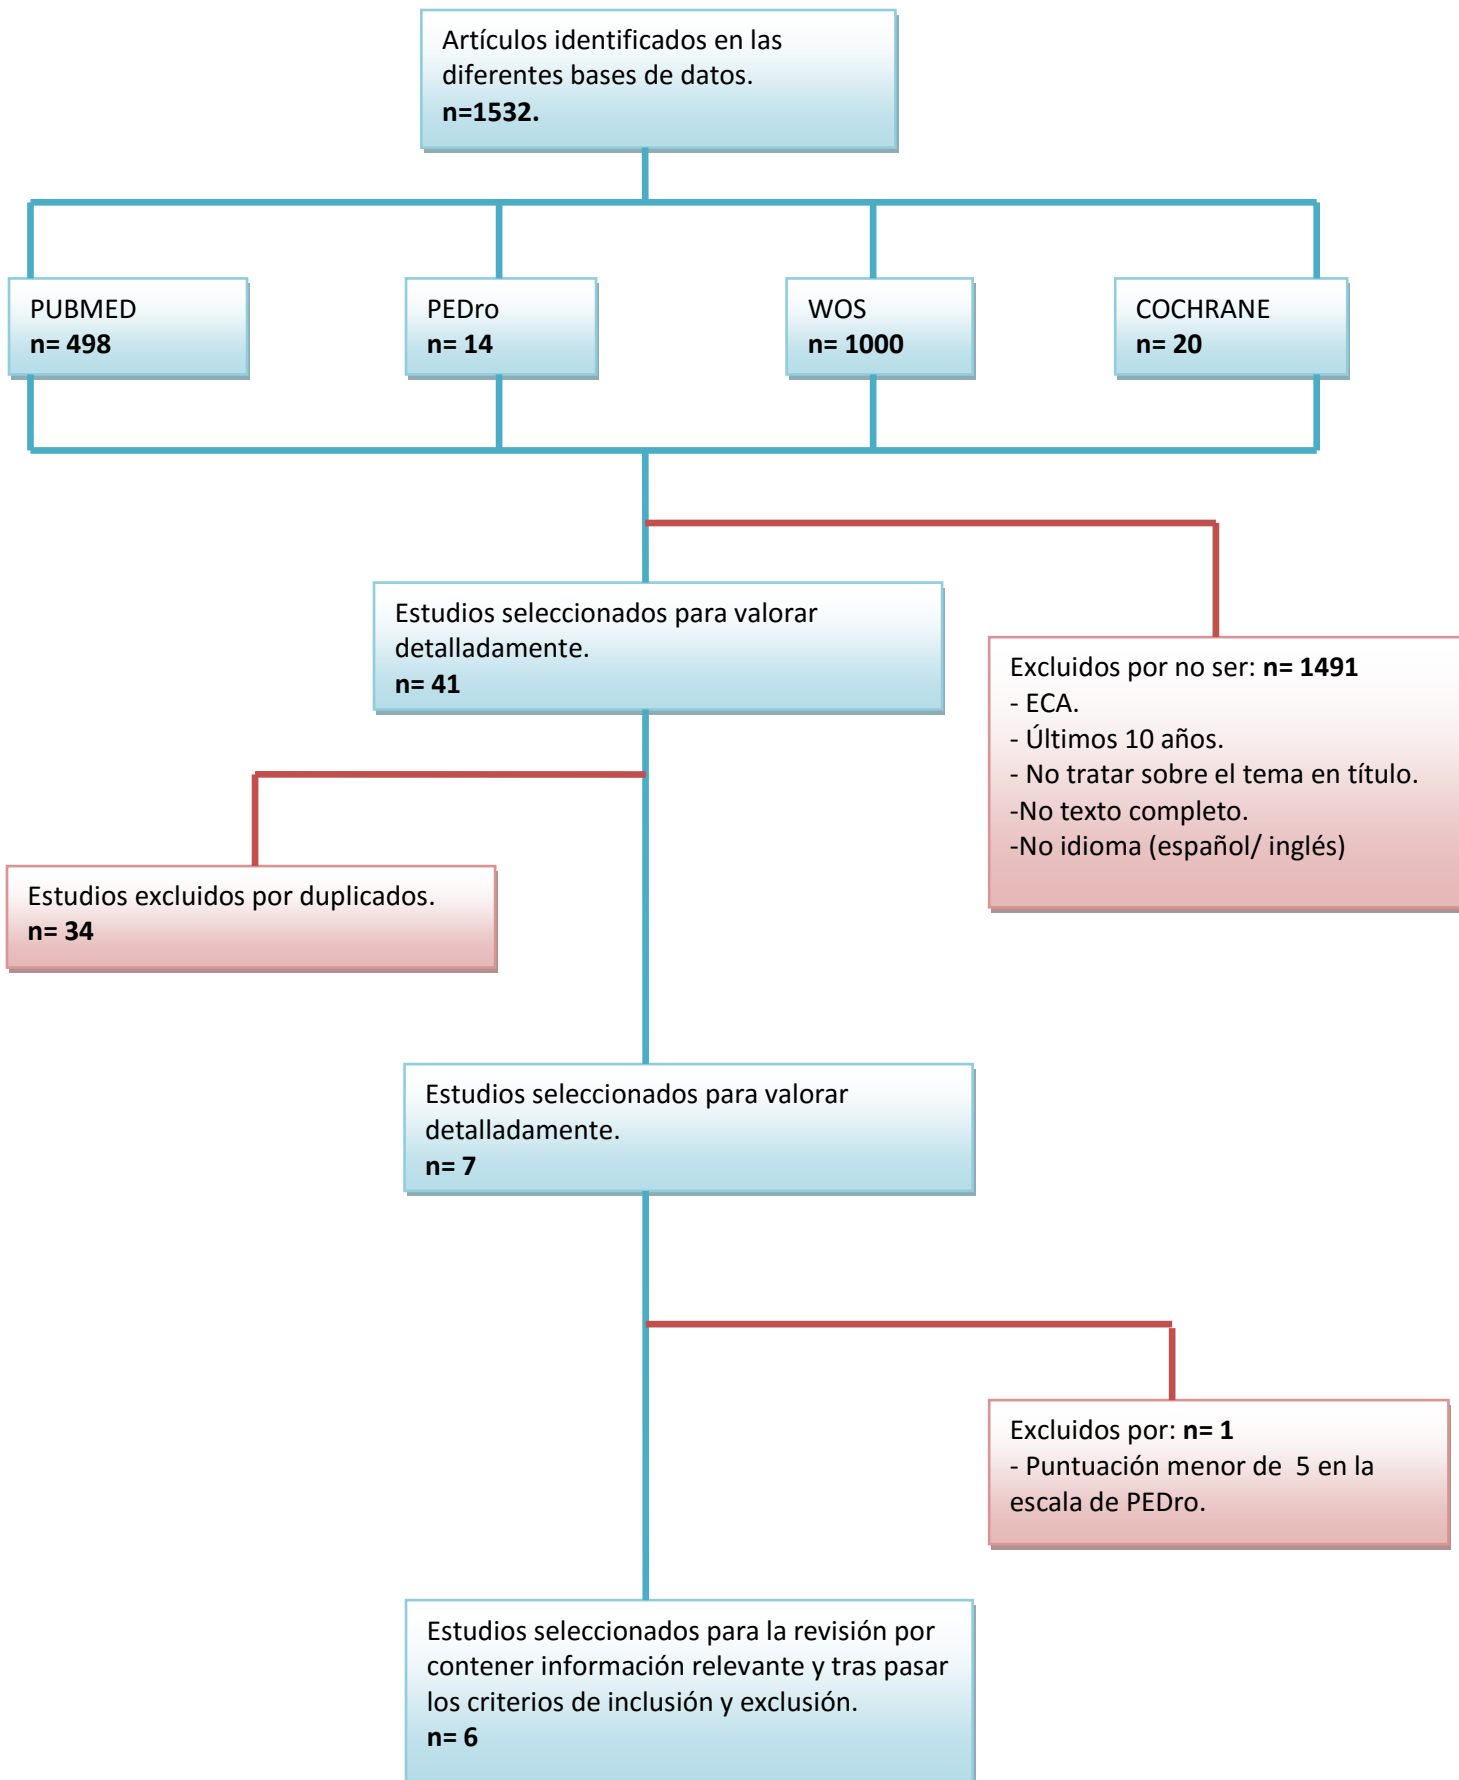 Artículos identificados en las
diferentes bases de datos.
n=1532.
PUBMED
n= 498
PEDro
n= 14
WOS
n= 1000
COCHRANE
n= 20
Estudios seleccionados para valorar
detalladamente.
n= 41
Excluidos por no ser: n= 1491
- ECA.
- Últimos 10 años.
- No tratar sobre el tema en título.
-No texto completo.
-No idioma (español/ inglés)
Estudios excluidos por duplicados.
n= 34
Estudios seleccionados para valorar
detalladamente.
n= 7
Excluidos por: n= 1
- Puntuación menor de  5 en la
escala de PEDro.
Estudios seleccionados para la revisión por
contener información relevante y tras pasar
los criterios de inclusión y exclusión.
n= 6